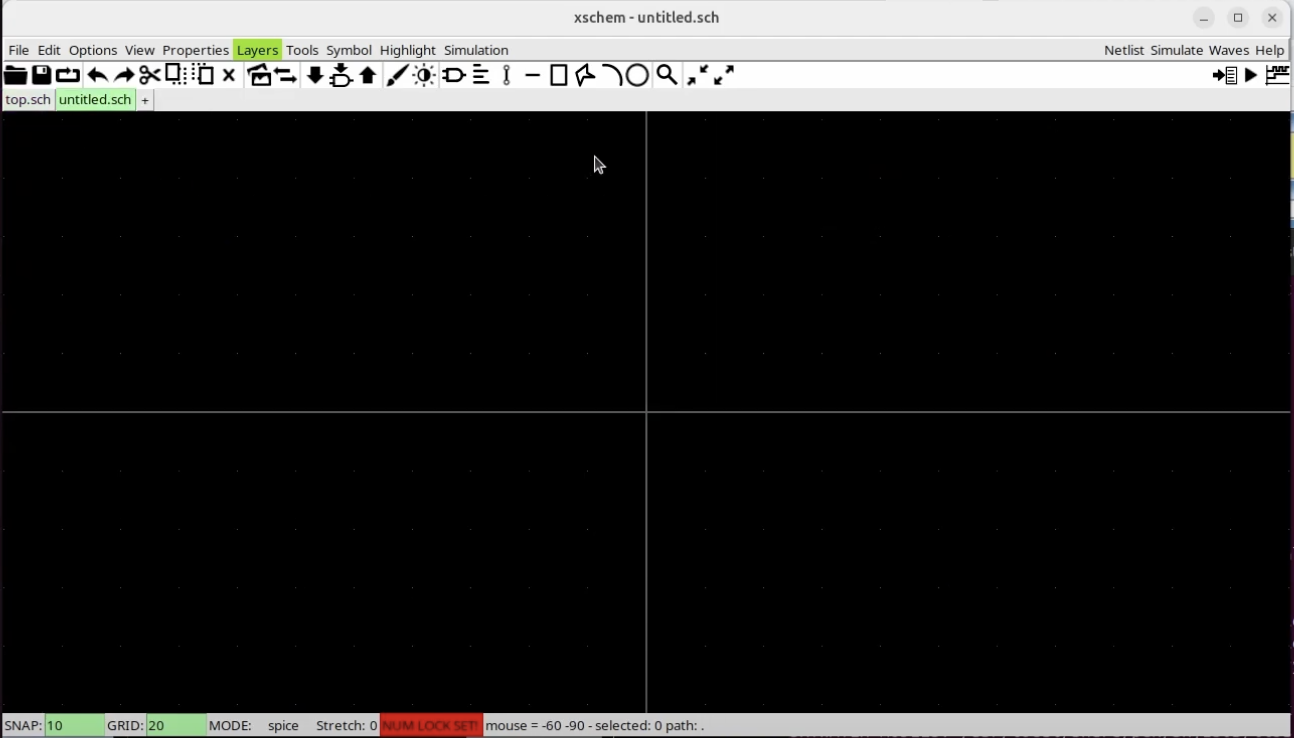 xschem - untitled.sch
File Edit Options View Properties Layers Tools Symbol Highlight Simulation Netlist Simulate Waves Help
top.sch untitled.sch +
SNAP: 10 GRID: 20 MODE: spice Stretch: 0 NUM LOCK SET! mouse = -60 -90 - selected: 0 path: .